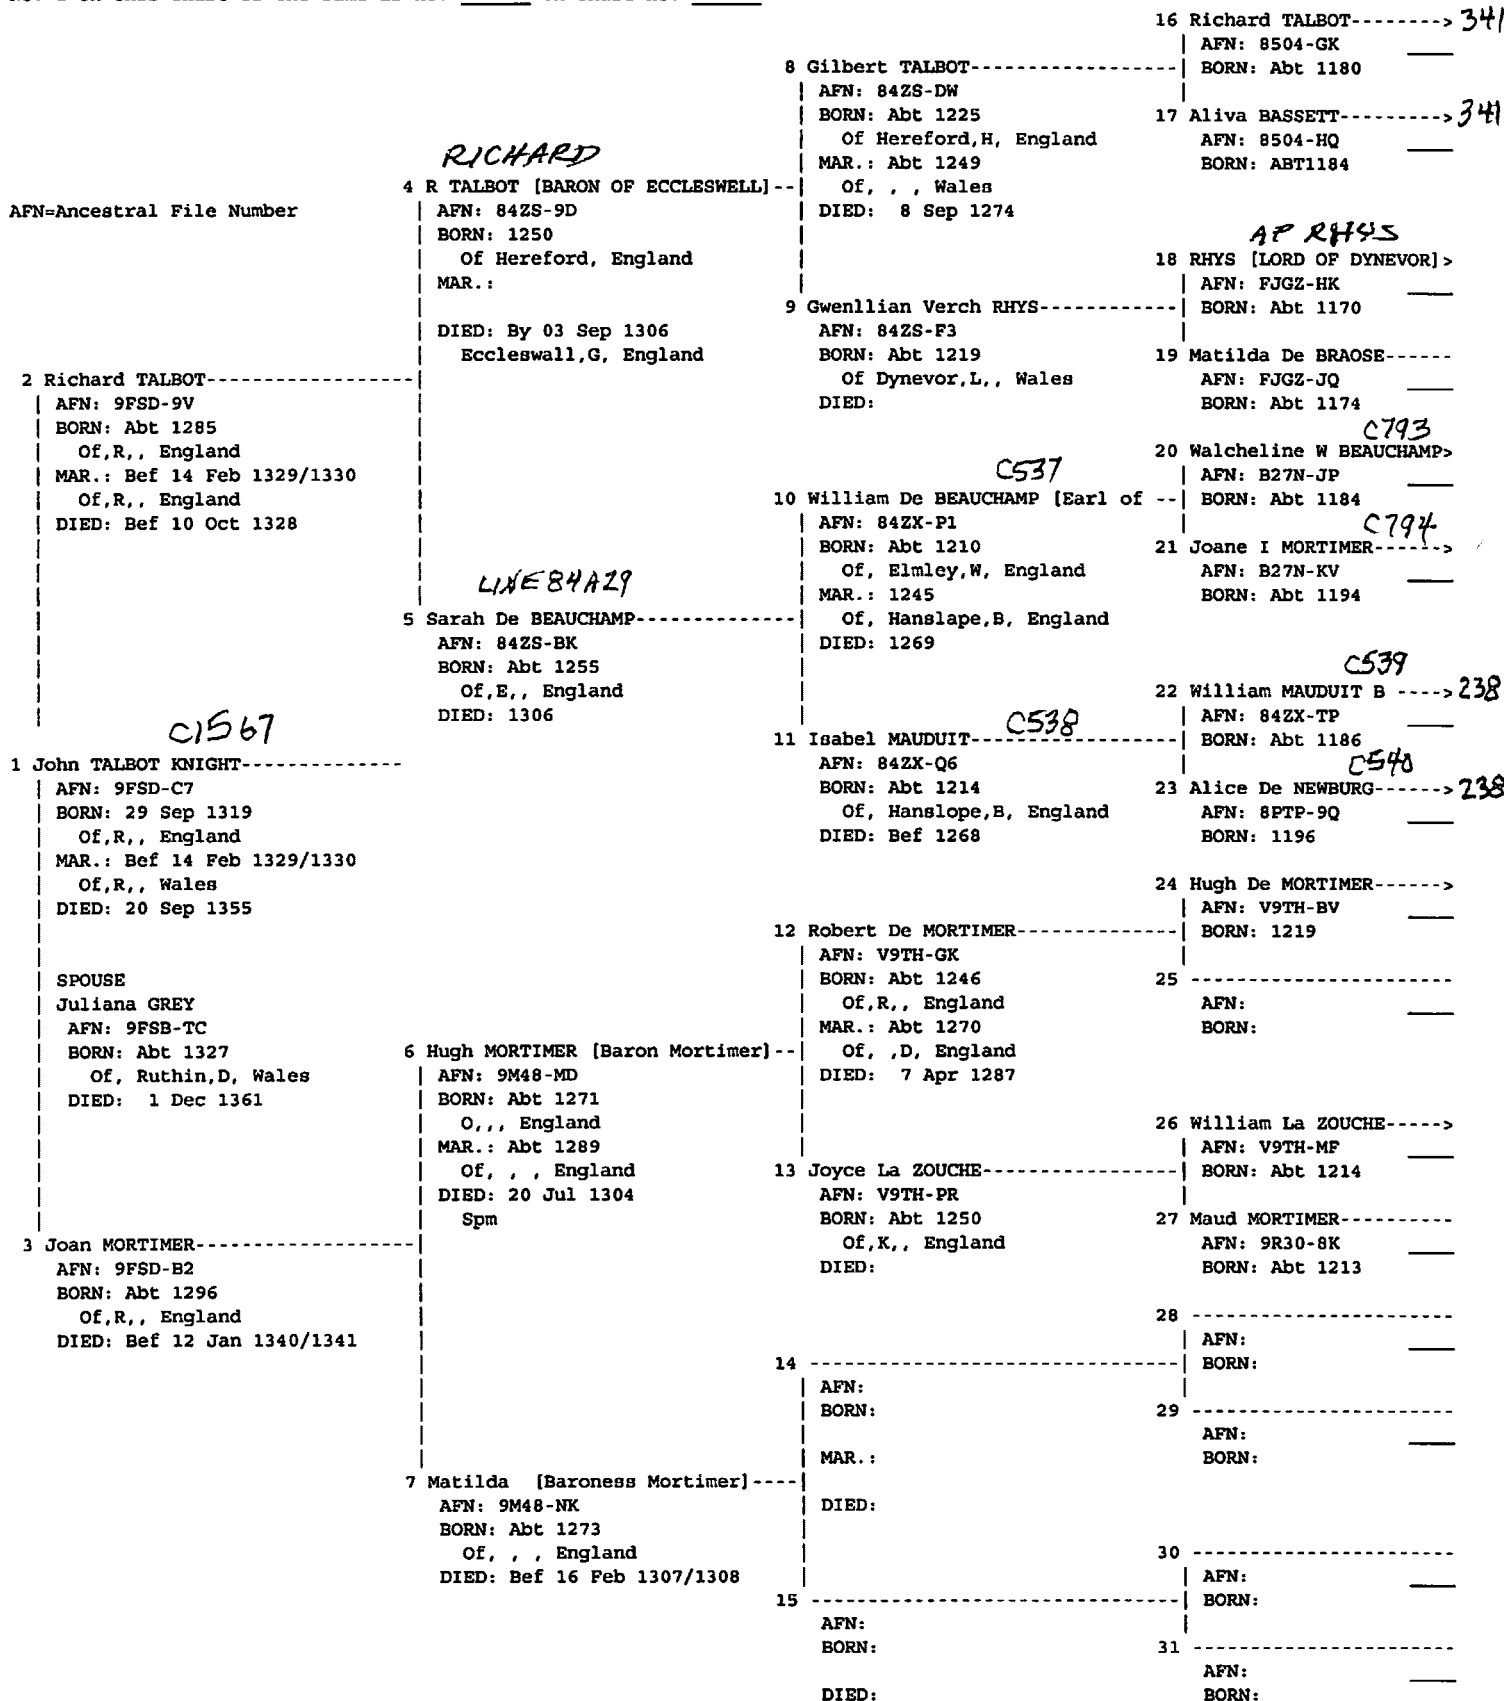 AFN=Ancestral File Number
C1567
1 John TALBOT KNIGHT--------------
AFN: 9FSD-C7
BORN: 29 Sep 1319
Of,R,, England
MAR.: Bef 14 Feb 1329/1330
Of,R,, Wales
DIED: 20 Sep 1355
SPOUSE
Juliana GREY
AFN: 9FSB-TC
BORN: Abt 1327
Of, Ruthin,D, Wales
DIED: 1 Dec 1361
2 Richard TALBOT-----------------
AFN: 9FSD-9V
BORN: Abt 1285
Of,R,, England
MAR.: Bef 14 Feb 1329/1330
Of,R,, England
DIED: Bef 10 Oct 1328
3 Joan MORTIMER------------------
AFN: 9FSD-B2
BORN: Abt 1296
Of,R,, England
DIED: Bef 12 Jan 1340/1341
RICHARD
4 R TALBOT [BARON OF ECCLESWELL]--
AFN: 84ZS-9D
BORN: 1250
Of Hereford, England
MAR.:
DIED: By 03 Sep 1306
Eccleswall,G, England
LINE 84A29
5 Sarah De BEAUCHAMP--------------
AFN: 84ZS-BK
BORN: Abt 1255
Of,E,, England
DIED: 1306
6 Hugh MORTIMER [Baron Mortimer]--
AFN: 9M48-MD
BORN: Abt 1271
O,,, England
MAR.: Abt 1289
Of, , , England
DIED: 20 Jul 1304
Spm
7 Matilda [Baroness Mortimer]----
AFN: 9M48-NK
BORN: Abt 1273
Of, , , England
DIED: Bef 16 Feb 1307/1308
8 Gilbert TALBOT------------------
AFN: 84ZS-DW
BORN: Abt 1225
Of Hereford,H, England
MAR.: Abt 1249
Of, , , Wales
DIED: 8 Sep 1274
9 Gwenllian Verch RHYS------------
AFN: 84ZS-F3
BORN: Abt 1219
Of Dynevor,L,, Wales
DIED:
C537
10 William De BEAUCHAMP [Earl of --
AFN: 84ZX-P1
BORN: Abt 1210
Of, Elmley,W, England
MAR.: 1245
Of, Hanslape,B, England
DIED: 1269
C538
11 Isabel MAUDUIT------------------
AFN: 84ZX-Q6
BORN: Abt 1214
Of, Hanslope,B, England
DIED: Bef 1268
12 Robert De MORTIMER--------------
AFN: V9TH-GK
BORN: Abt 1246
Of,R,, England
MAR.: Abt 1270
Of, ,D, England
DIED: 7 Apr 1287
13 Joyce La ZOUCHE-----------------
AFN: V9TH-PR
BORN: Abt 1250
Of,K,, England
DIED:
14 --------------------------------
AFN:
BORN:
MAR.:
DIED:
15 --------------------------------
AFN:
BORN:
DIED:
16 Richard TALBOT--------> 341
AFN: 8504-GK
BORN: Abt 1180
17 Aliva BASSETT---------> 341
AFN: 8504-HQ
BORN: ABT1184
AP RHYS
18 RHYS [LORD OF DYNEVOR]>
AFN: FJGZ-HK
BORN: Abt 1170
19 Matilda De BRAOSE------
AFN: FJGZ-JQ
BORN: Abt 1174
C793
20 Walcheline W BEAUCHAMP>
AFN: B27N-JP
BORN: Abt 1184
C794
21 Joane I MORTIMER------>
AFN: B27N-KV
BORN: Abt 1194
C539
22 William MAUDUIT B ----> 238
AFN: 84ZX-TP
BORN: Abt 1186
C540
23 Alice De NEWBURG------> 238
AFN: 8PTP-9Q
BORN: 1196
24 Hugh De MORTIMER------>
AFN: V9TH-BV
BORN: 1219
25 -----------------------
AFN:
BORN:
26 William La ZOUCHE----->
AFN: V9TH-MF
BORN: Abt 1214
27 Maud MORTIMER----------
AFN: 9R30-8K
BORN: Abt 1213
28 -----------------------
AFN:
BORN:
29 -----------------------
AFN:
BORN:
30 -----------------------
AFN:
BORN:
31 -----------------------
AFN:
BORN: